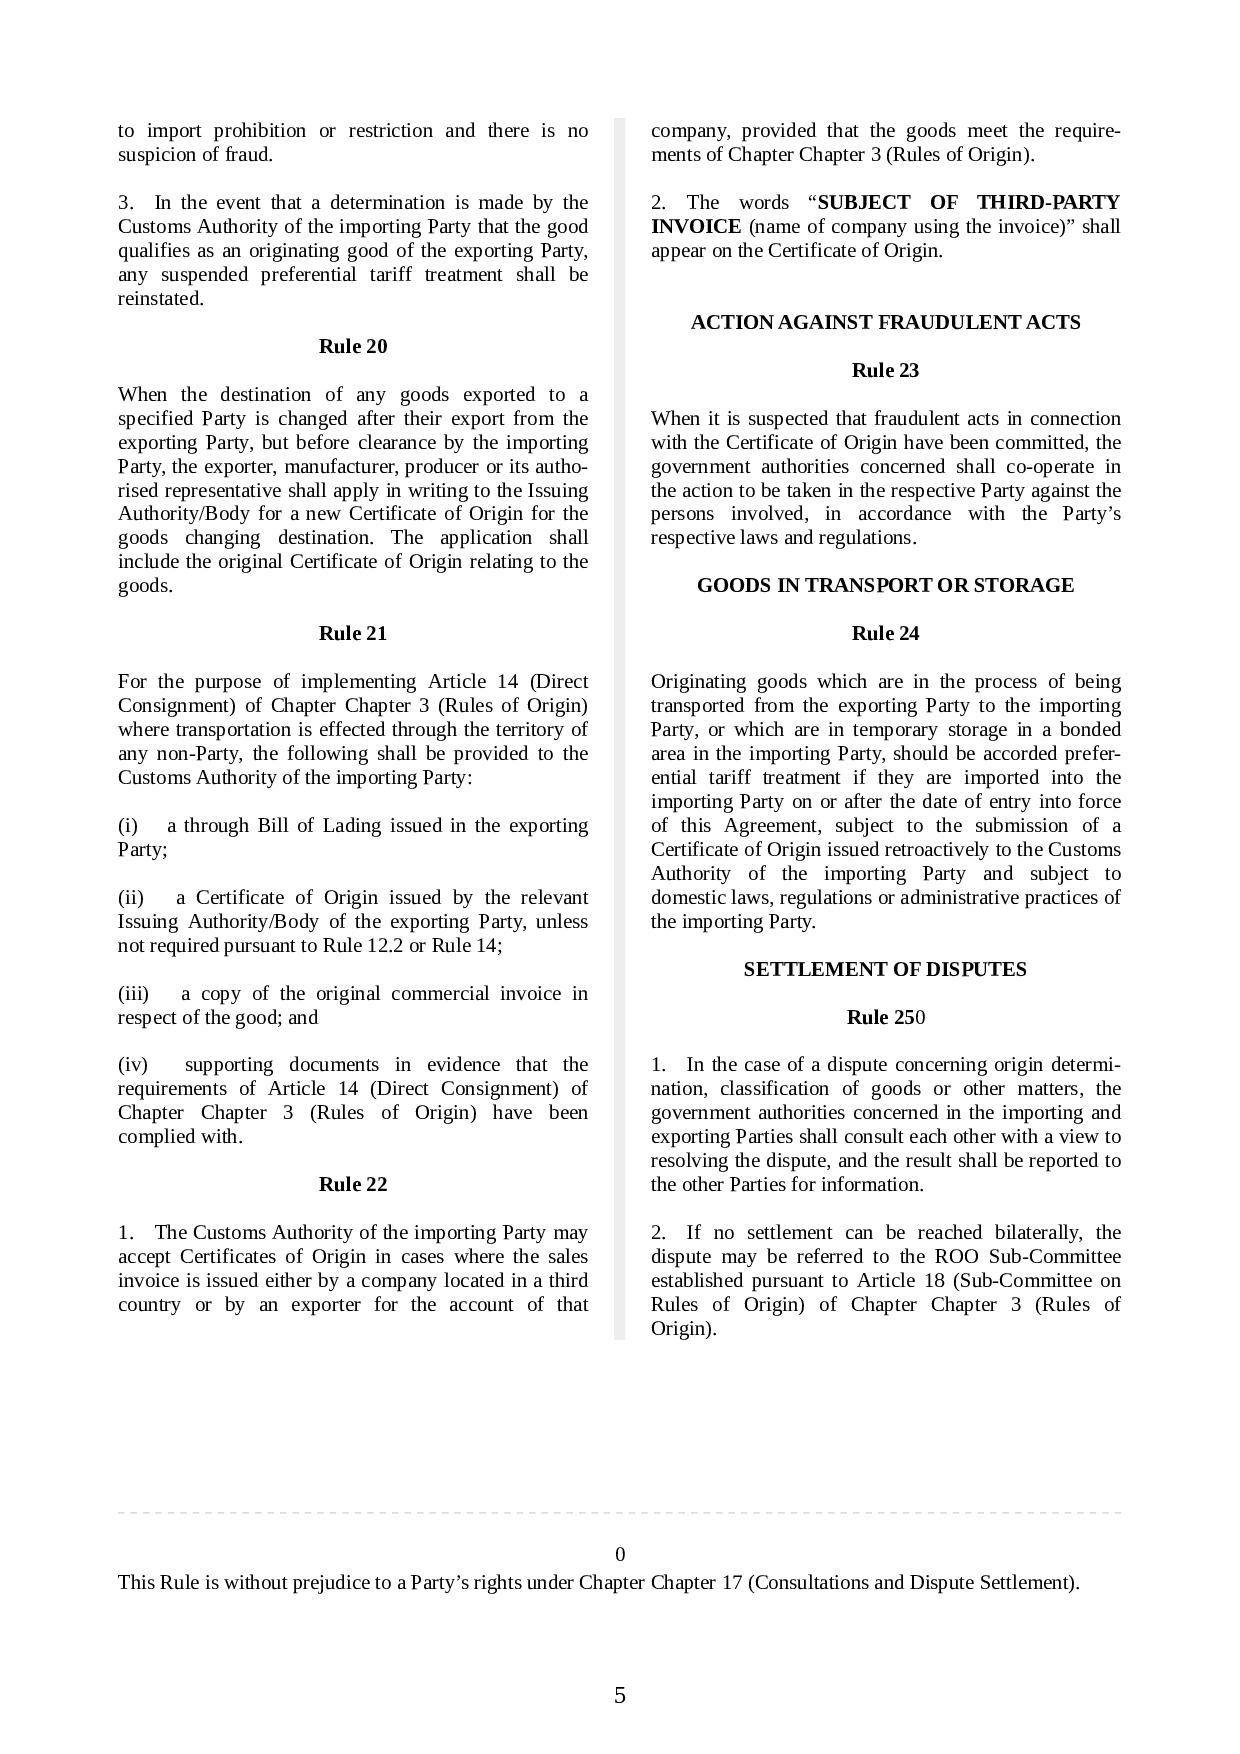 to import prohibition or restriction and there is no
suspicion of fraud.
3. In the event that a determination is made by the
Customs Authority of the importing Party that the good
qualifies as an originating good of the exporting Party,
any suspended preferential tariff treatment shall be
reinstated.
Rule 20
When the destination of any goods exported to a
specified Party is changed after their export from the
exporting Party, but before clearance by the importing
Party, the exporter, manufacturer, producer or its autho-
rised representative shall apply in writing to the Issuing
Authority/Body for a new Certificate of Origin for the
goods changing destination. The application shall
include the original Certificate of Origin relating to the
goods.
Rule 21
For the purpose of implementing Article 14 (Direct
Consignment) of Chapter Chapter 3 (Rules of Origin)
where transportation is effected through the territory of
any non-Party, the following shall be provided to the
Customs Authority of the importing Party:
(i) a through Bill of Lading issued in the exporting
Party;
(ii) a Certificate of Origin issued by the relevant
Issuing Authority/Body of the exporting Party, unless
not required pursuant to Rule 12.2 or Rule 14;
(iii) a copy of the original commercial invoice in
respect of the good; and
(iv) supporting documents in evidence that the
requirements of Article 14 (Direct Consignment) of
Chapter Chapter 3 (Rules of Origin) have been
complied with.
Rule 22
1. The Customs Authority of the importing Party may
accept Certificates of Origin in cases where the sales
invoice is issued either by a company located in a third
country or by an exporter for the account of that
company, provided that the goods meet the require-
ments of Chapter Chapter 3 (Rules of Origin).
2. The words “SUBJECT OF THIRD-PARTY
INVOICE (name of company using the invoice)” shall
appear on the Certificate of Origin.
ACTION AGAINST FRAUDULENT ACTS
Rule 23
When it is suspected that fraudulent acts in connection
with the Certificate of Origin have been committed, the
government authorities concerned shall co-operate in
the action to be taken in the respective Party against the
persons involved, in accordance with the Party’s
respective laws and regulations.
GOODS IN TRANSPORT OR STORAGE
Rule 24
Originating goods which are in the process of being
transported from the exporting Party to the importing
Party, or which are in temporary storage in a bonded
area in the importing Party, should be accorded prefer-
ential tariff treatment if they are imported into the
importing Party on or after the date of entry into force
of this Agreement, subject to the submission of a
Certificate of Origin issued retroactively to the Customs
Authority of the importing Party and subject to
domestic laws, regulations or administrative practices of
the importing Party.
SETTLEMENT OF DISPUTES
Rule 250
1. In the case of a dispute concerning origin determi-
nation, classification of goods or other matters, the
government authorities concerned in the importing and
exporting Parties shall consult each other with a view to
resolving the dispute, and the result shall be reported to
the other Parties for information.
2. If no settlement can be reached bilaterally, the
dispute may be referred to the ROO Sub-Committee
established pursuant to Article 18 (Sub-Committee on
Rules of Origin) of Chapter Chapter 3 (Rules of
Origin).
0
This Rule is without prejudice to a Party’s rights under Chapter Chapter 17 (Consultations and Dispute Settlement).
5